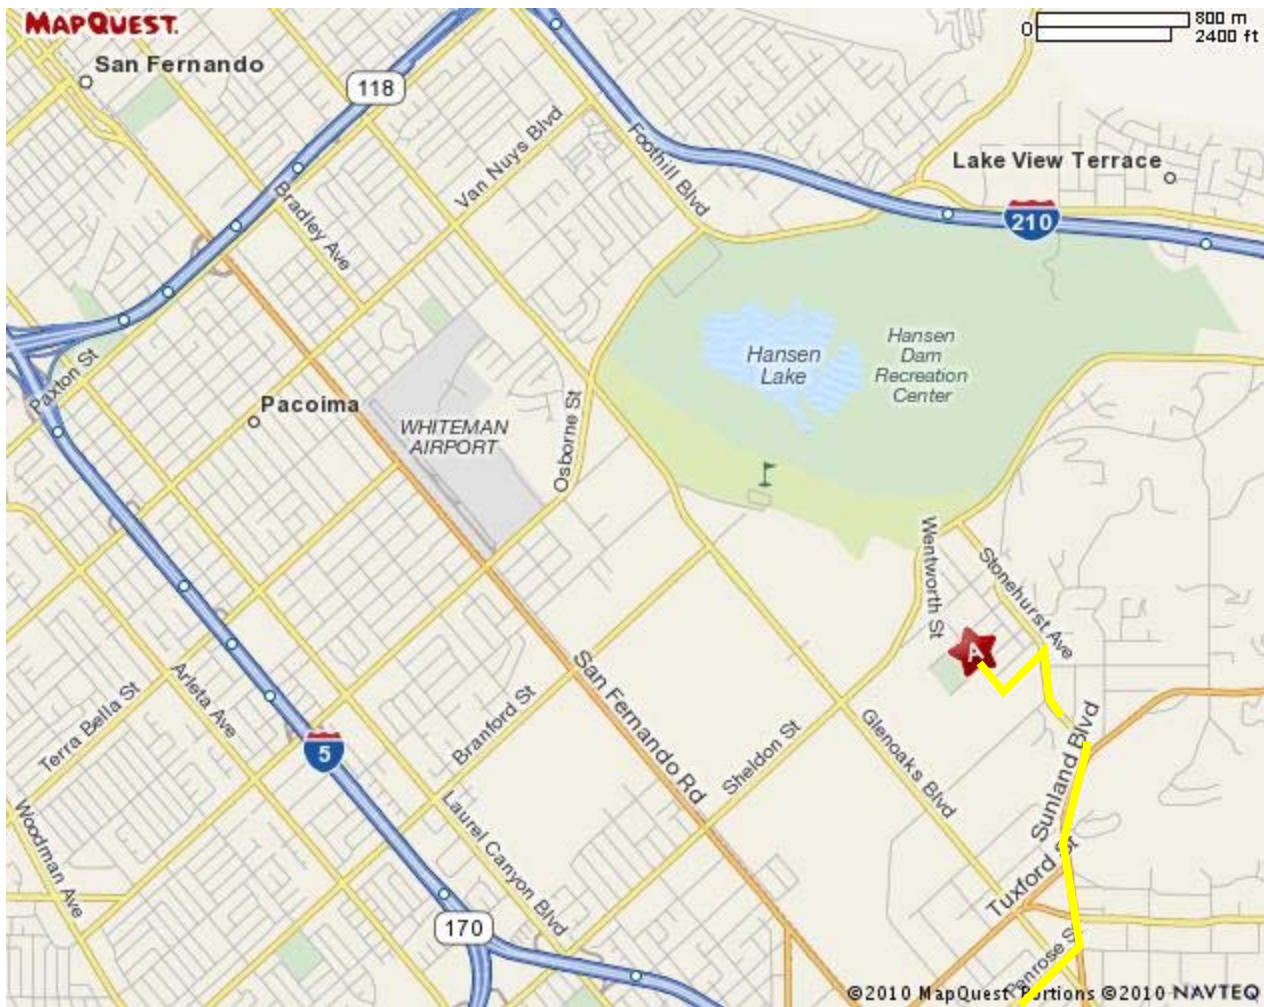 MAPQUEST.
0
800 m
2400 ft
San Fernando
118
Van Nuys Blvd
Foothill Blvd
Lake View Terrace
210
Bradley Ave
Paxton St
Hansen
Lake
Hansen
Dam
Recreation
Center
Pacoima
WHITEMAN
AIRPORT
Osborne St
Wentworth St
Stonehurst Ave
A
Terra Bella St
Arleta Ave
5
Branford St
San Fernando Rd
Sheldon St
Glenoaks Blvd
Sunland Blvd
Woodman Ave
Laurel Canyon Blvd
Tuxford St
170
Penrose St
©2010 MapQuest Portions ©2010 NAVTEQ